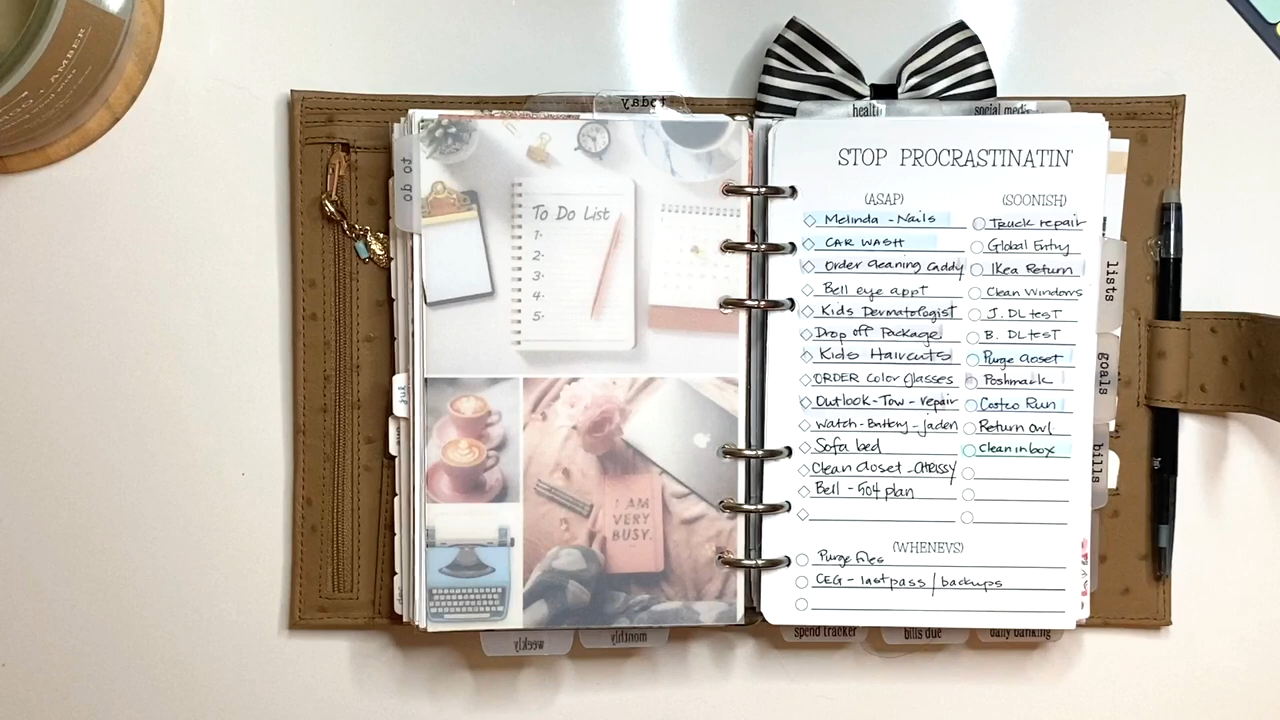 AMBER
today
health
social media
to do
To Do List
1.
2.
3.
4.
5.
I AM
VERY
BUSY.
weekly
monthly
STOP PROCRASTINATIN'
(ASAP)
Melinda - Nails
CAR WASH
Order Cleaning Caddy
Bell eye appt
Kids Dermatologist
Drop off Package
Kids Haircuts
ORDER Color Glasses
Outlook - Tow - repair
Watch - Battery - jaden
Sofa bed
Clean closet - CHRISSY
Bell - 504 plan
(SOONISH)
Truck repair
Global Entry
Ikea Return
Clean Windows
J. DL test
B. DL test
Purge closet
Poshmark
Costco Run
Return Owl
Clean inbox
(WHENEVS)
Purge files
CEG - lastpass / backups
lists
goals
bills
spend tracker
bills due
daily banking